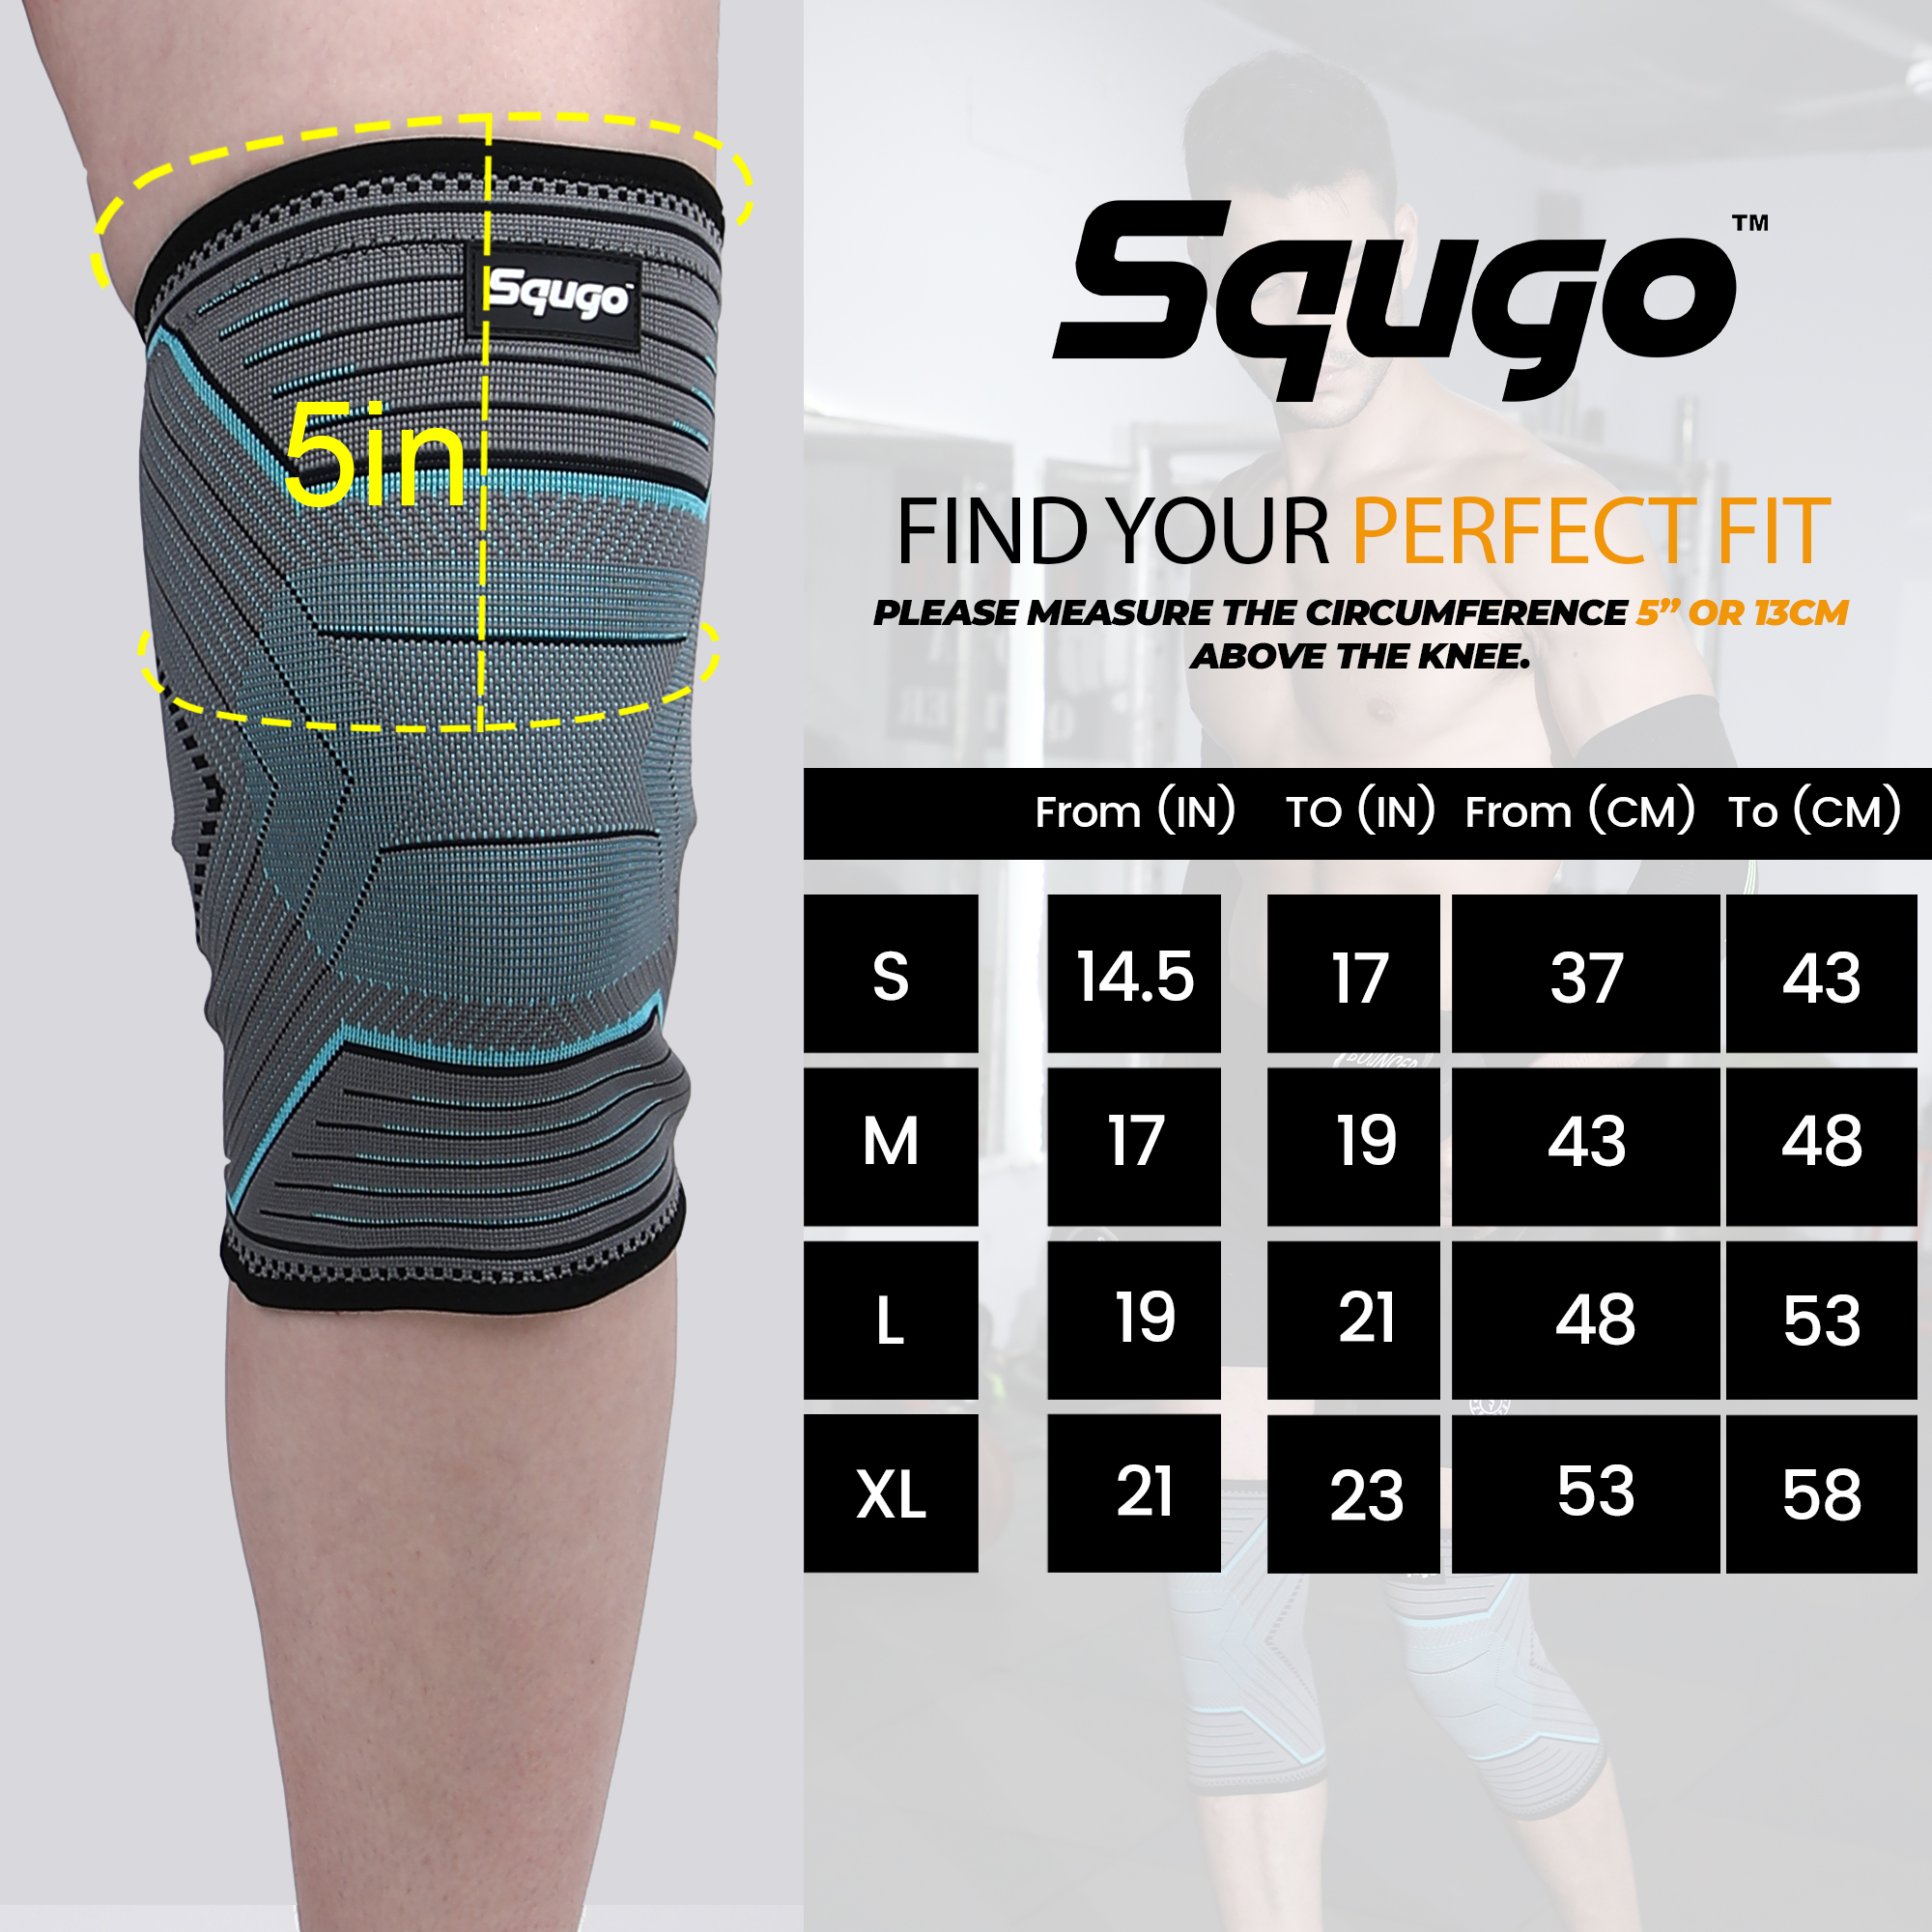 Squgo
5in
Squgo™
FIND YOUR PERFECT FIT
PLEASE MEASURE THE CIRCUMFERENCE 5” OR 13CM
ABOVE THE KNEE.
From (IN) TO (IN) From (CM) To (CM)
S 14.5 17 37 43
M 17 19 43 48
L 19 21 48 53
XL 21 23 53 58